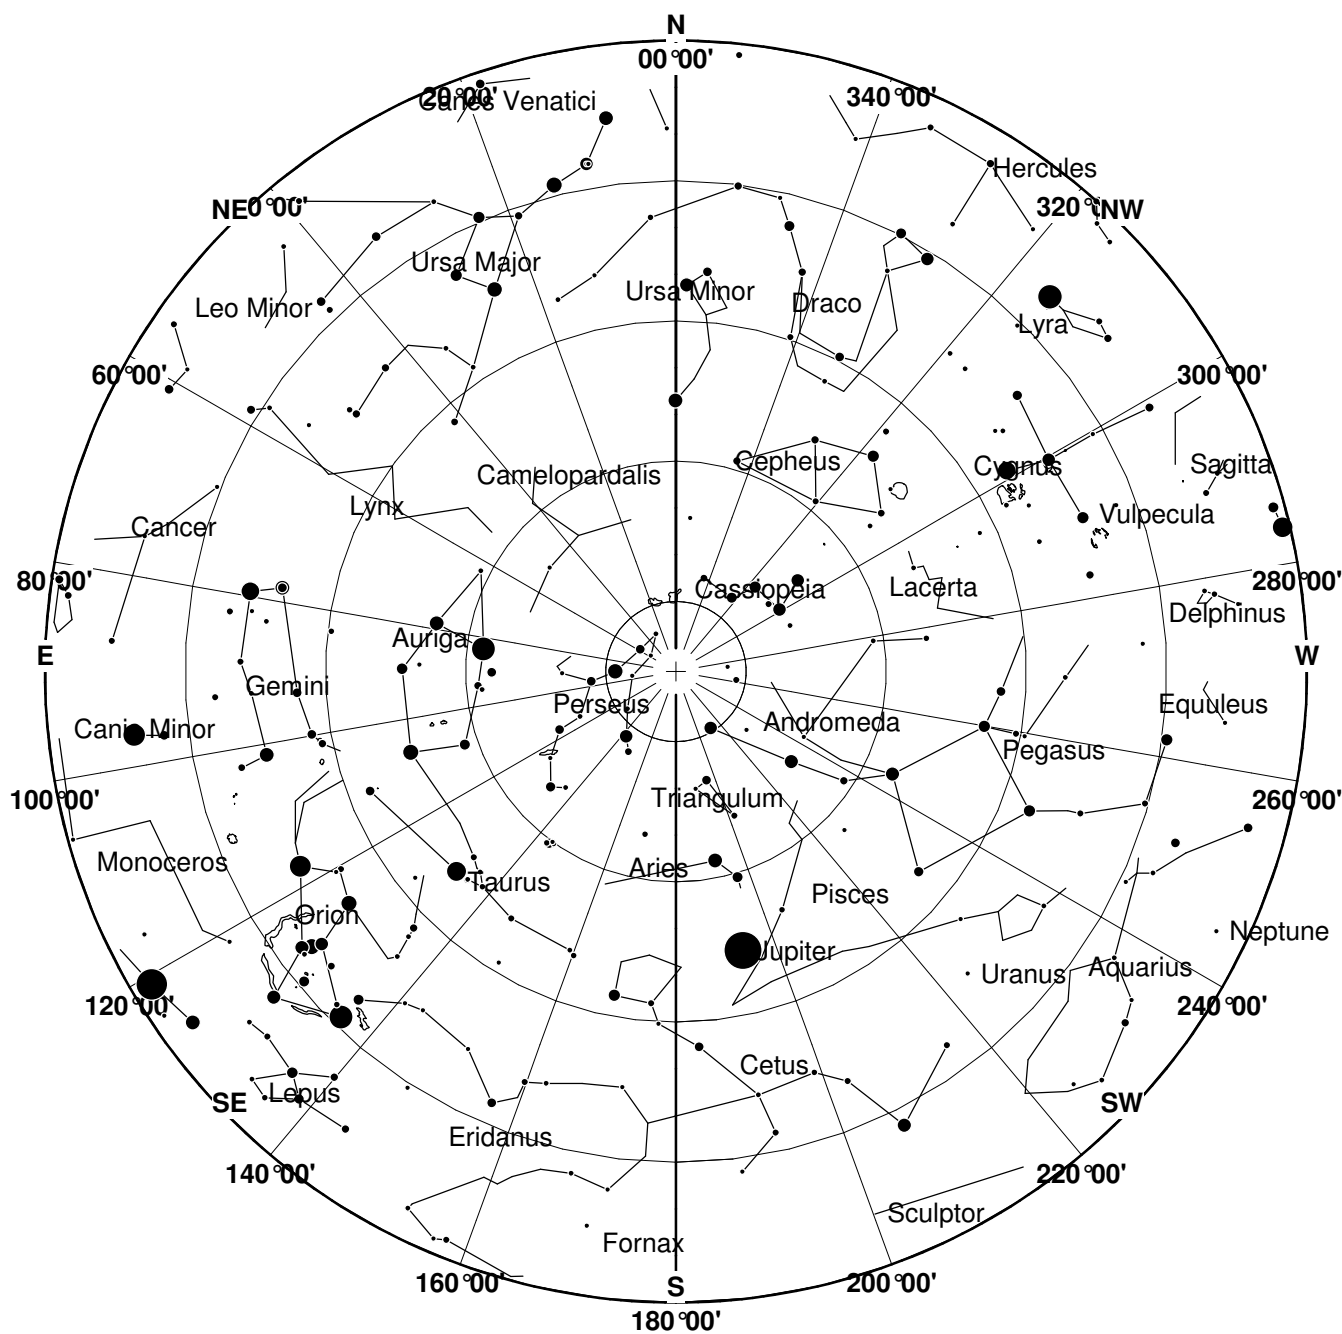 N
00°00'
20°00'
Canes Venatici
340°00'
Hercules
NE
0°00'
320°
NW
Ursa Major
Ursa Minor
Draco
Leo Minor
Lyra
60°00'
300°00'
Cepheus
Cygnus
Sagitta
Camelopardalis
Lynx
Vulpecula
Cancer
80°00'
280°00'
Cassiopeia
Lacerta
Delphinus
Auriga
E
W
Gemini
Perseus
Equuleus
Canis Minor
Andromeda
Pegasus
100°00'
Triangulum
260°00'
Monoceros
Aries
Taurus
Pisces
Orion
Neptune
Jupiter
Uranus
Aquarius
120°00'
240°00'
Cetus
Lepus
SE
SW
Eridanus
140°00'
220°00'
Sculptor
Fornax
160°00'
S
200°00'
180°00'